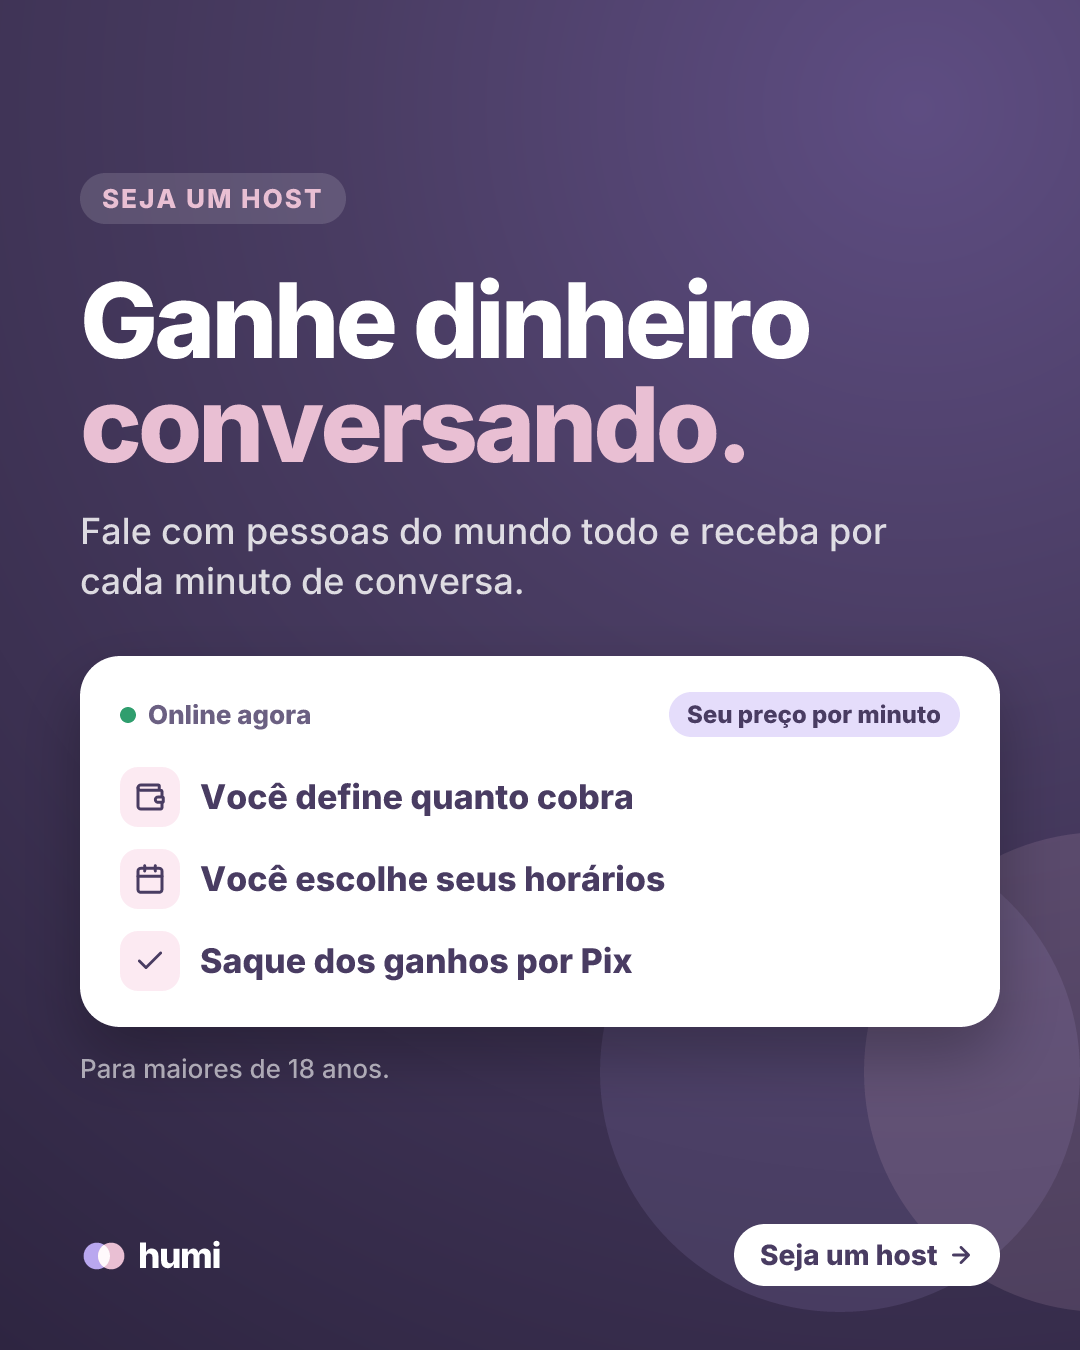 SEJA UM HOST
Ganhe dinheiro
conversando.
Fale com pessoas do mundo todo e receba por
cada minuto de conversa.
Online agora
Seu preço por minuto
Você define quanto cobra
Você escolhe seus horários
Saque dos ganhos por Pix
Para maiores de 18 anos.
humi
Seja um host →